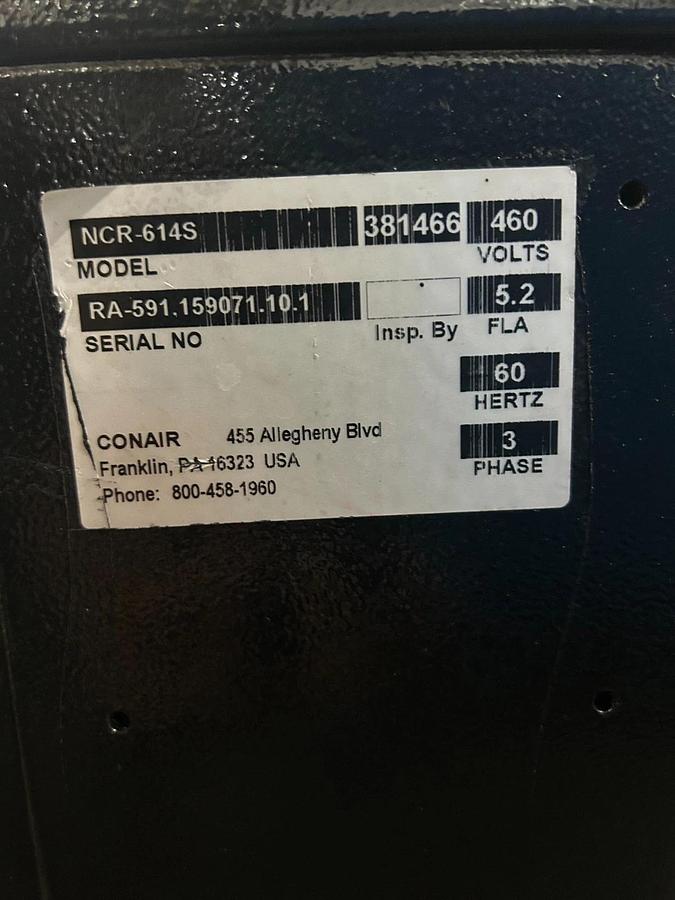 NCR-614S 381466 460
MODEL VOLTS
RA-591.159071.10.1 5.2
SERIAL NO Insp. By FLA
60
HERTZ
CONAIR 455 Allegheny Blvd 3
Franklin, PA 16323 USA PHASE
Phone: 800-458-1960